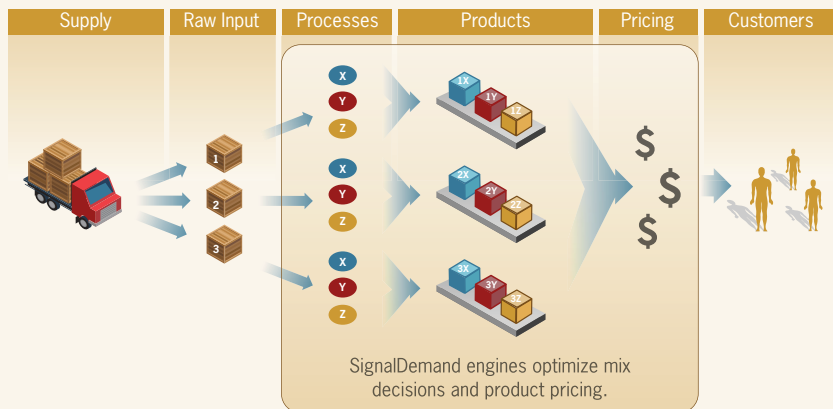 Supply
Raw Input
Processes
Products
Pricing
Customers
X
Y
Z
1X
1Y
1Z
1
$
X
Y
Z
2X
2Y
2Z
2
$
3
$
X
Y
Z
3X
3Y
3Z
SignalDemand engines optimize mix
decisions and product pricing.